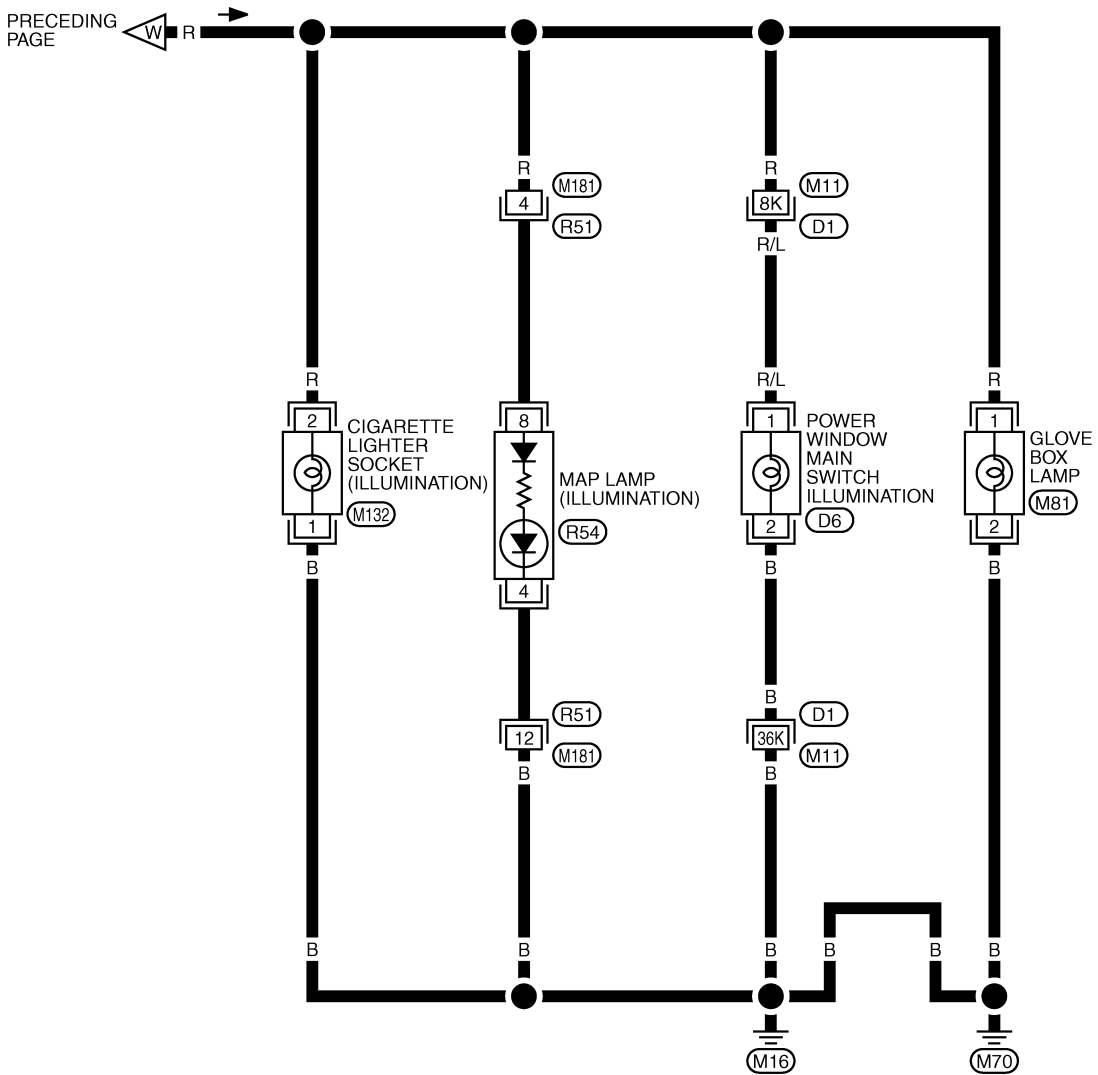 PRECEDING
PAGE
W R
R
M181
4
R51
R
M11
8K
D1
R/L
R
R/L
R
2
CIGARETTE
LIGHTER
SOCKET
(ILLUMINATION)
M132
1
B
8
MAP LAMP
(ILLUMINATION)
R54
4
1
POWER
WINDOW
MAIN
SWITCH
ILLUMINATION
D6
2
B
1
GLOVE
BOX
LAMP
M81
2
B
R51
12
M181
B
B
D1
36K
M11
B
B
B
B
B
B
B
M16
M70